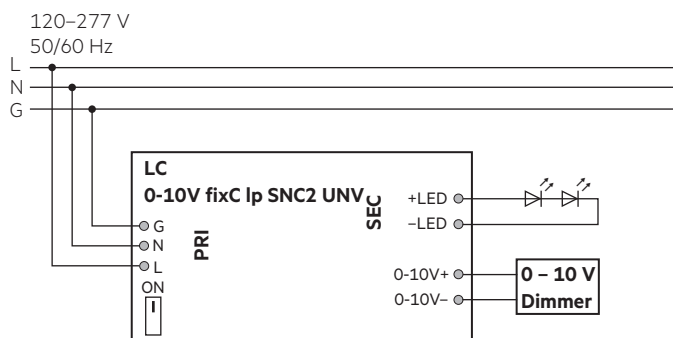 120–277 V
50/60 Hz
L
N
G
LC
0-10V fixC lp SNC2 UNV
PRI
SEC
G
N
L
ON
+LED
–LED
0-10V+
0-10V–
0 – 10 V
Dimmer